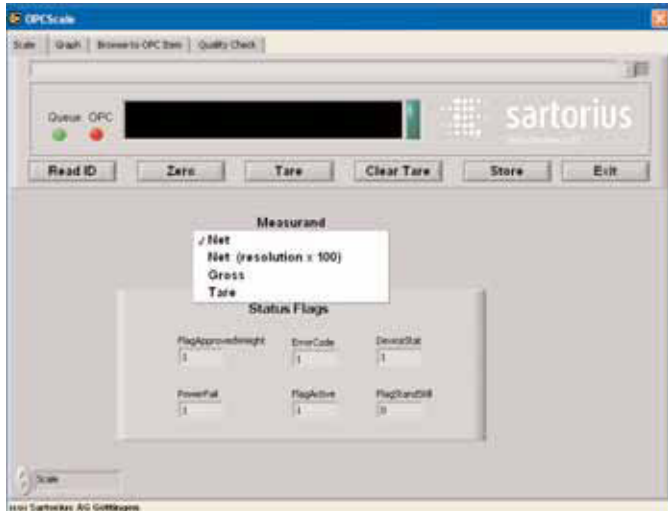 OPCScale
Scale Graph Browse to OPC Item Quality Check
Queue OPC
sartorius
Read ID Zero Tare Clear Tare Store Exit
Measurand
✓ Net
Net (resolution x 100)
Gross
Tare
Status Flags
FlagApprovedWeight ErrorCode DeviceStat
1 1 1
PowerFail FlagActive FlagStandStill
1 1 0
Scale
Sartorius AG Göttingen